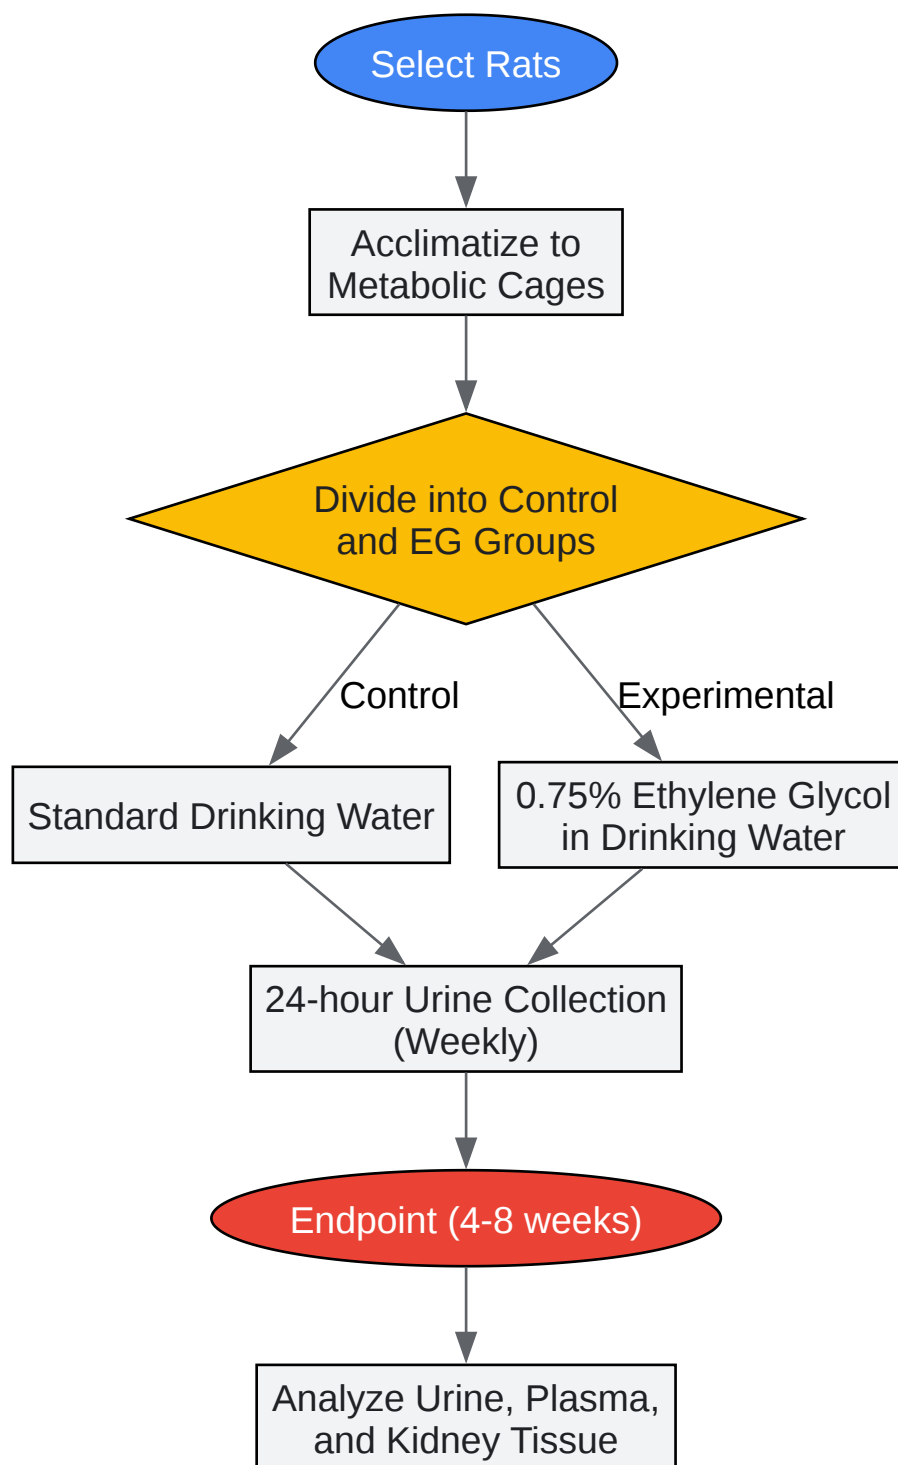 Select Rats
Acclimatize to
Metabolic Cages
Divide into Control
and EG Groups
Control
Experimental
Standard Drinking Water
0.75% Ethylene Glycol
in Drinking Water
24-hour Urine Collection
(Weekly)
Endpoint (4-8 weeks)
Analyze Urine, Plasma,
and Kidney Tissue